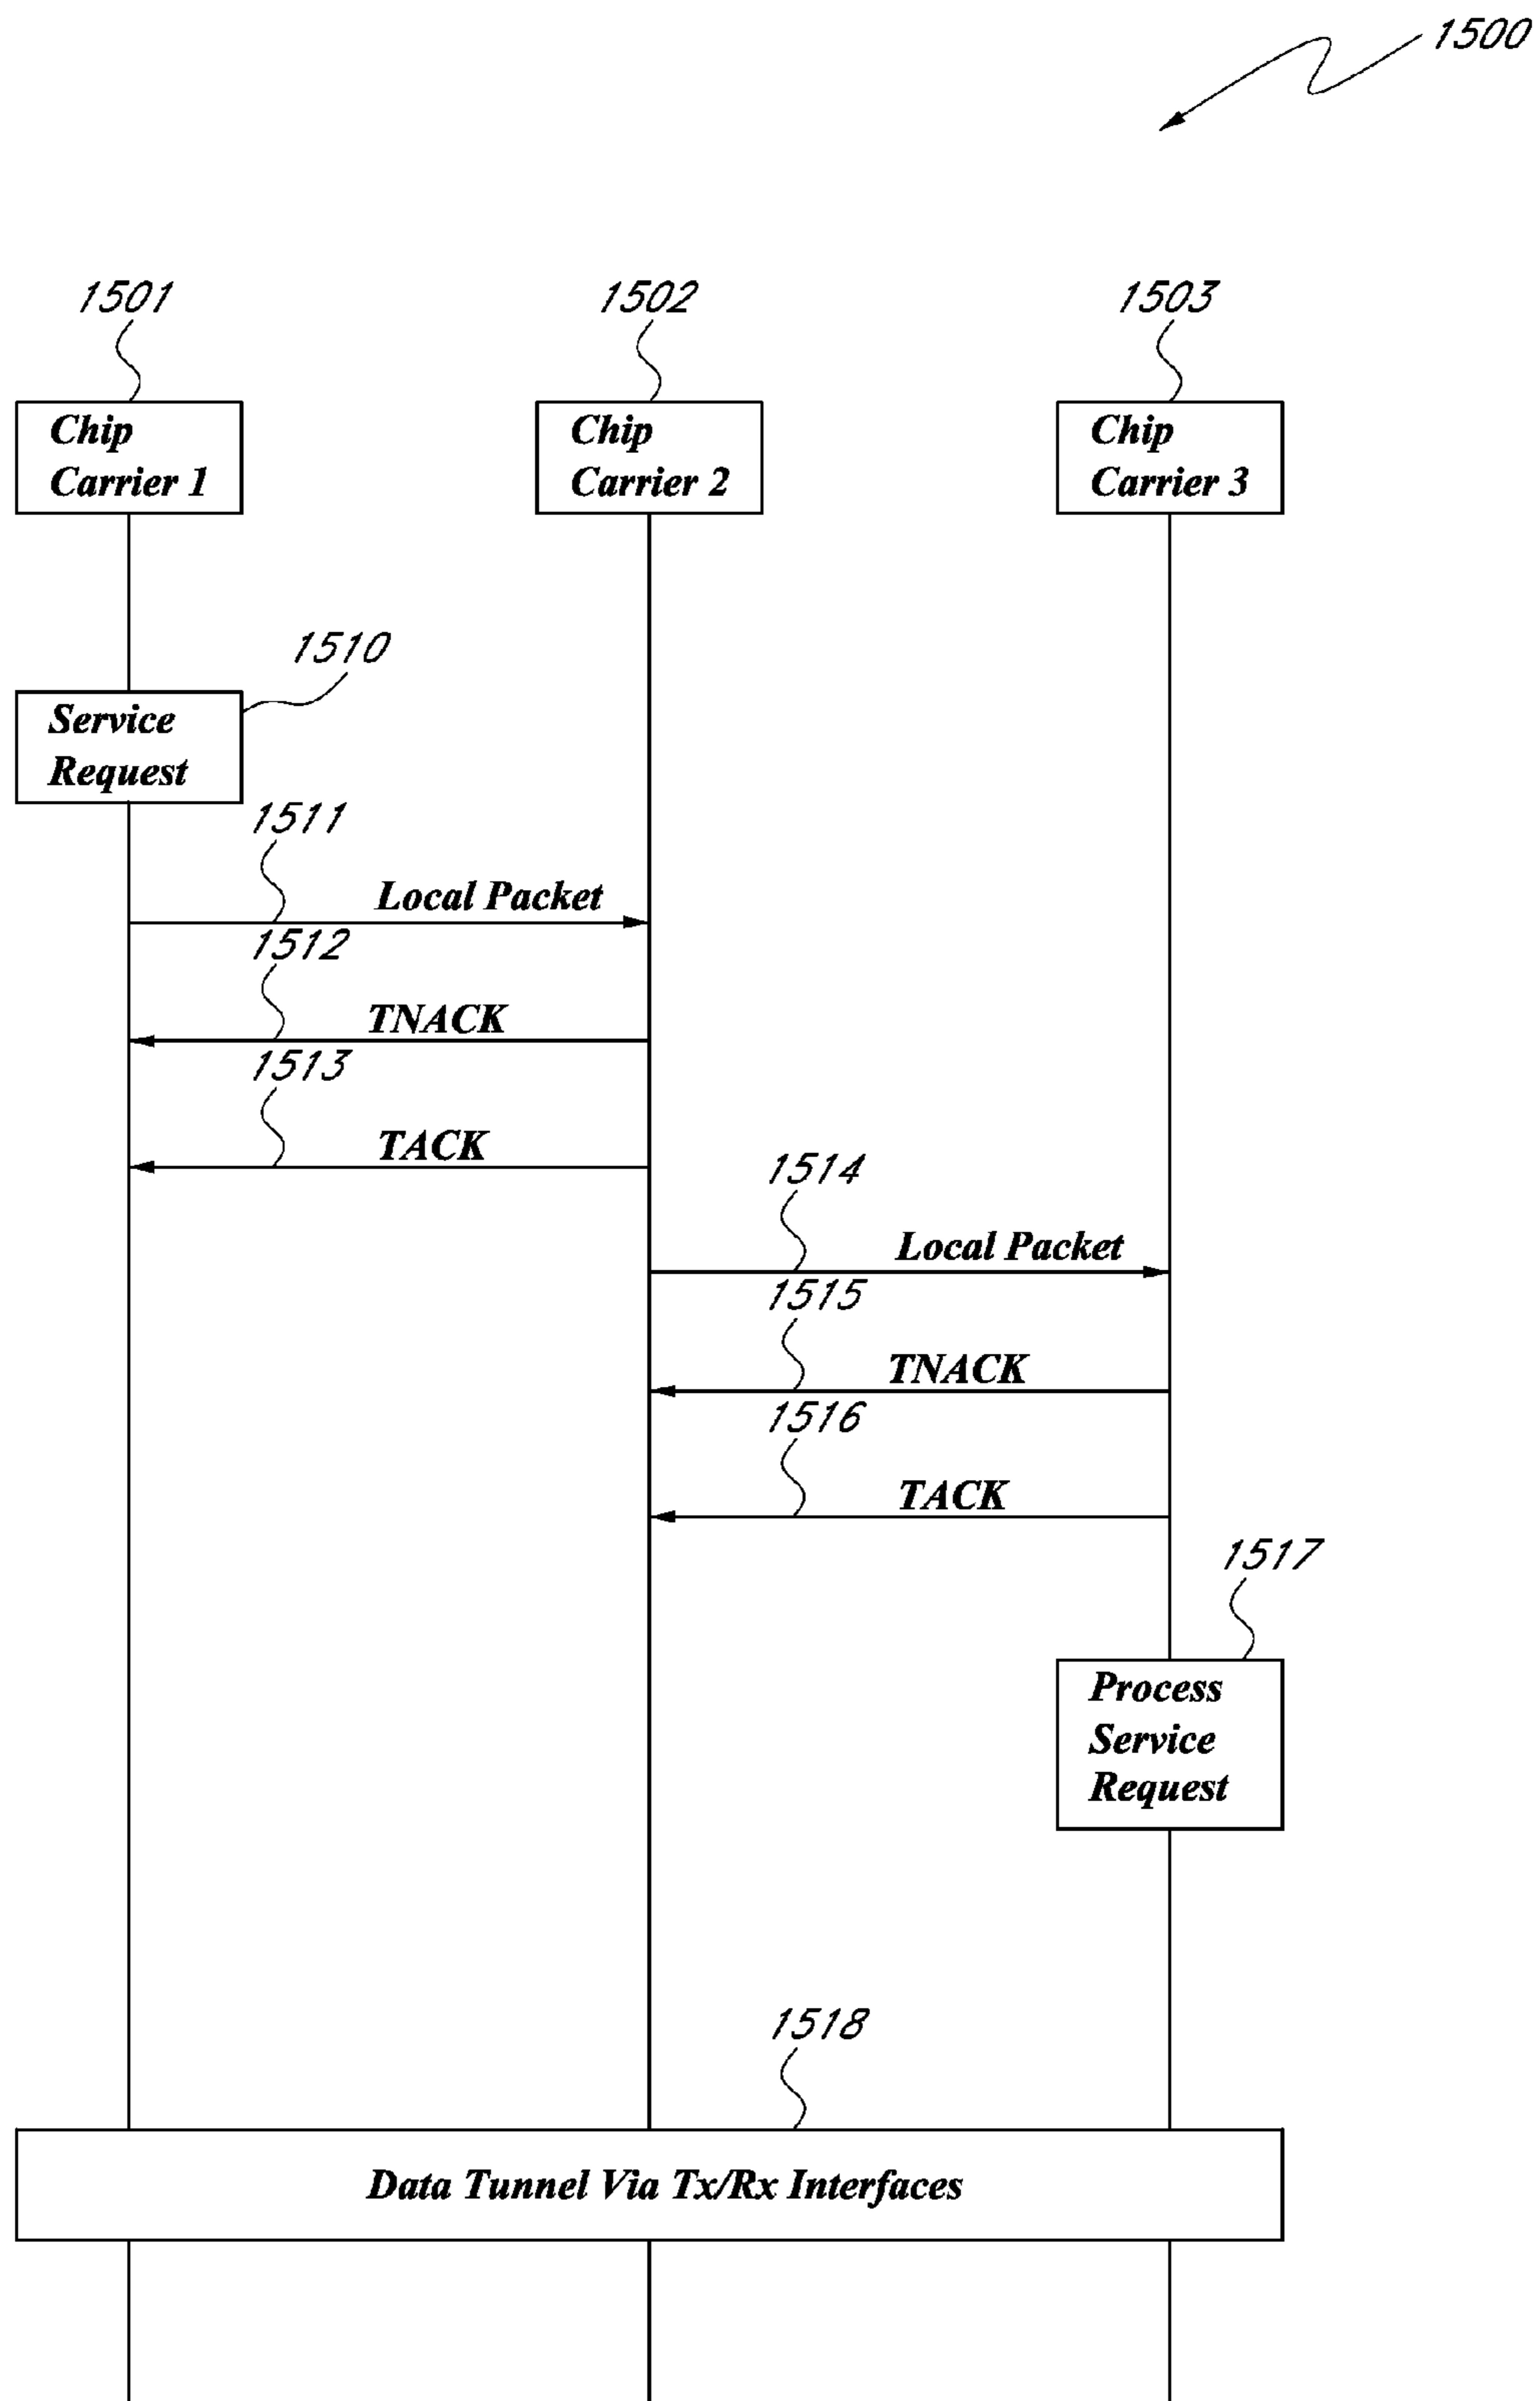 1500
1501
1502
1503
Chip
Carrier 1
Chip
Carrier 2
Chip
Carrier 3
1510
Service
Request
1511
Local Packet
1512
TNACK
1513
TACK
1514
Local Packet
1515
TNACK
1516
TACK
1517
Process
Service
Request
1518
Data Tunnel Via Tx/Rx Interfaces